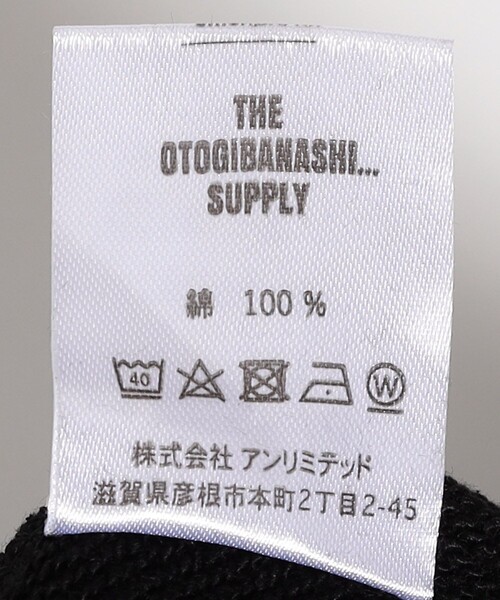 THE
OTOGIBANASHI...
SUPPLY
綿 100 %
40 W
株式会社 アンリミテッド
滋賀県彦根市本町2丁目2-45